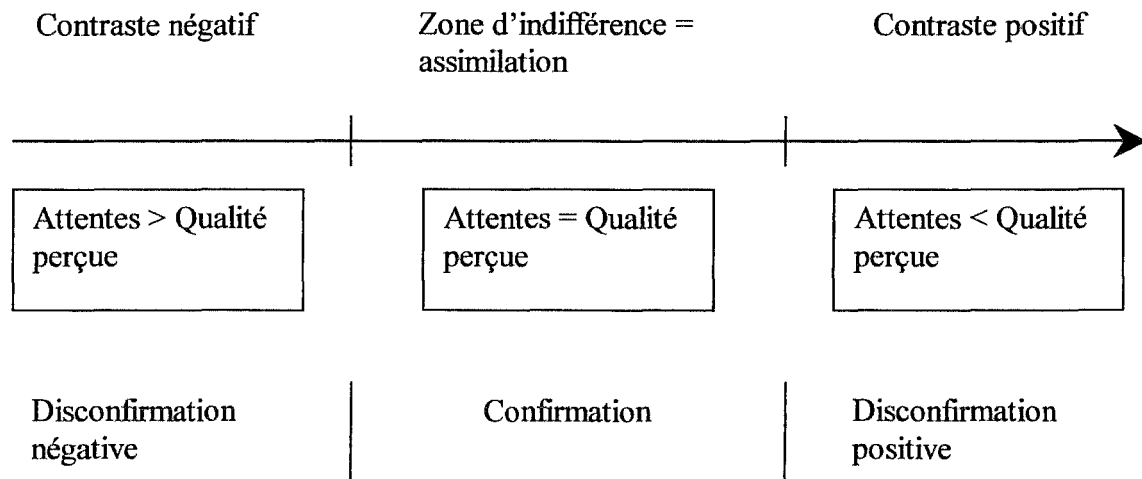 Contraste négatif
Zone d'indifférence =
assimilation
Contraste positif
Attentes > Qualité
perçue
Attentes = Qualité
perçue
Attentes < Qualité
perçue
Disconfirmation
négative
Confirmation
Disconfirmation
positive